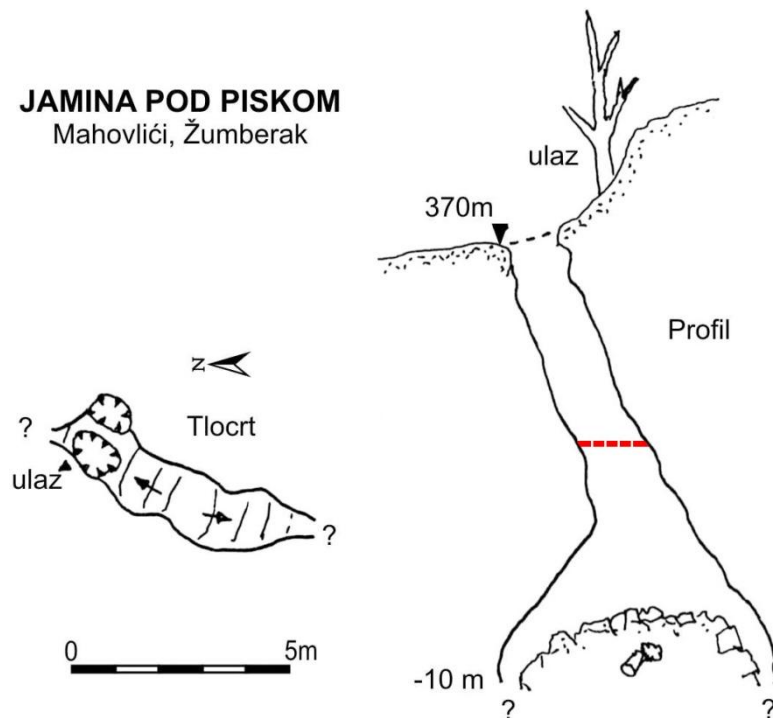 JAMINA POD PISKOM
Mahovlići, Žumberak
ulaz
370m
Profil
z
Tlocrt
?
ulaz
?
0 5m
-10 m
?
?